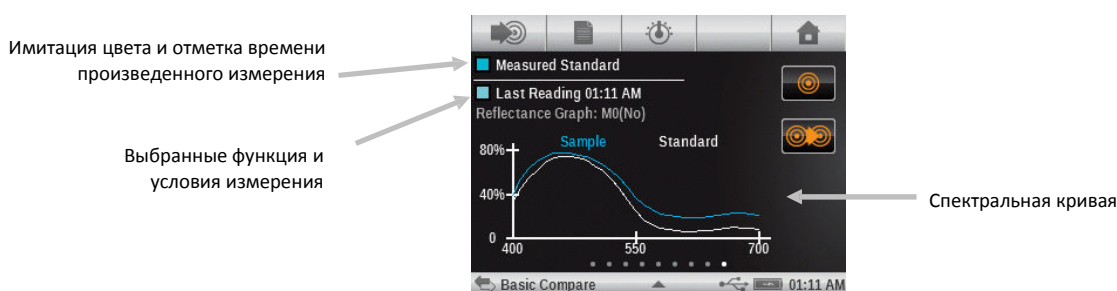 Имитация цвета и отметка времени
произведенного измерения
Выбранные функция и
условия измерения
Measured Standard
Last Reading 01:11 AM
Reflectance Graph: M0(No)
Sample Standard
80%
40%
0
400 550 700
Basic Compare 01:11 AM
Спектральная кривая